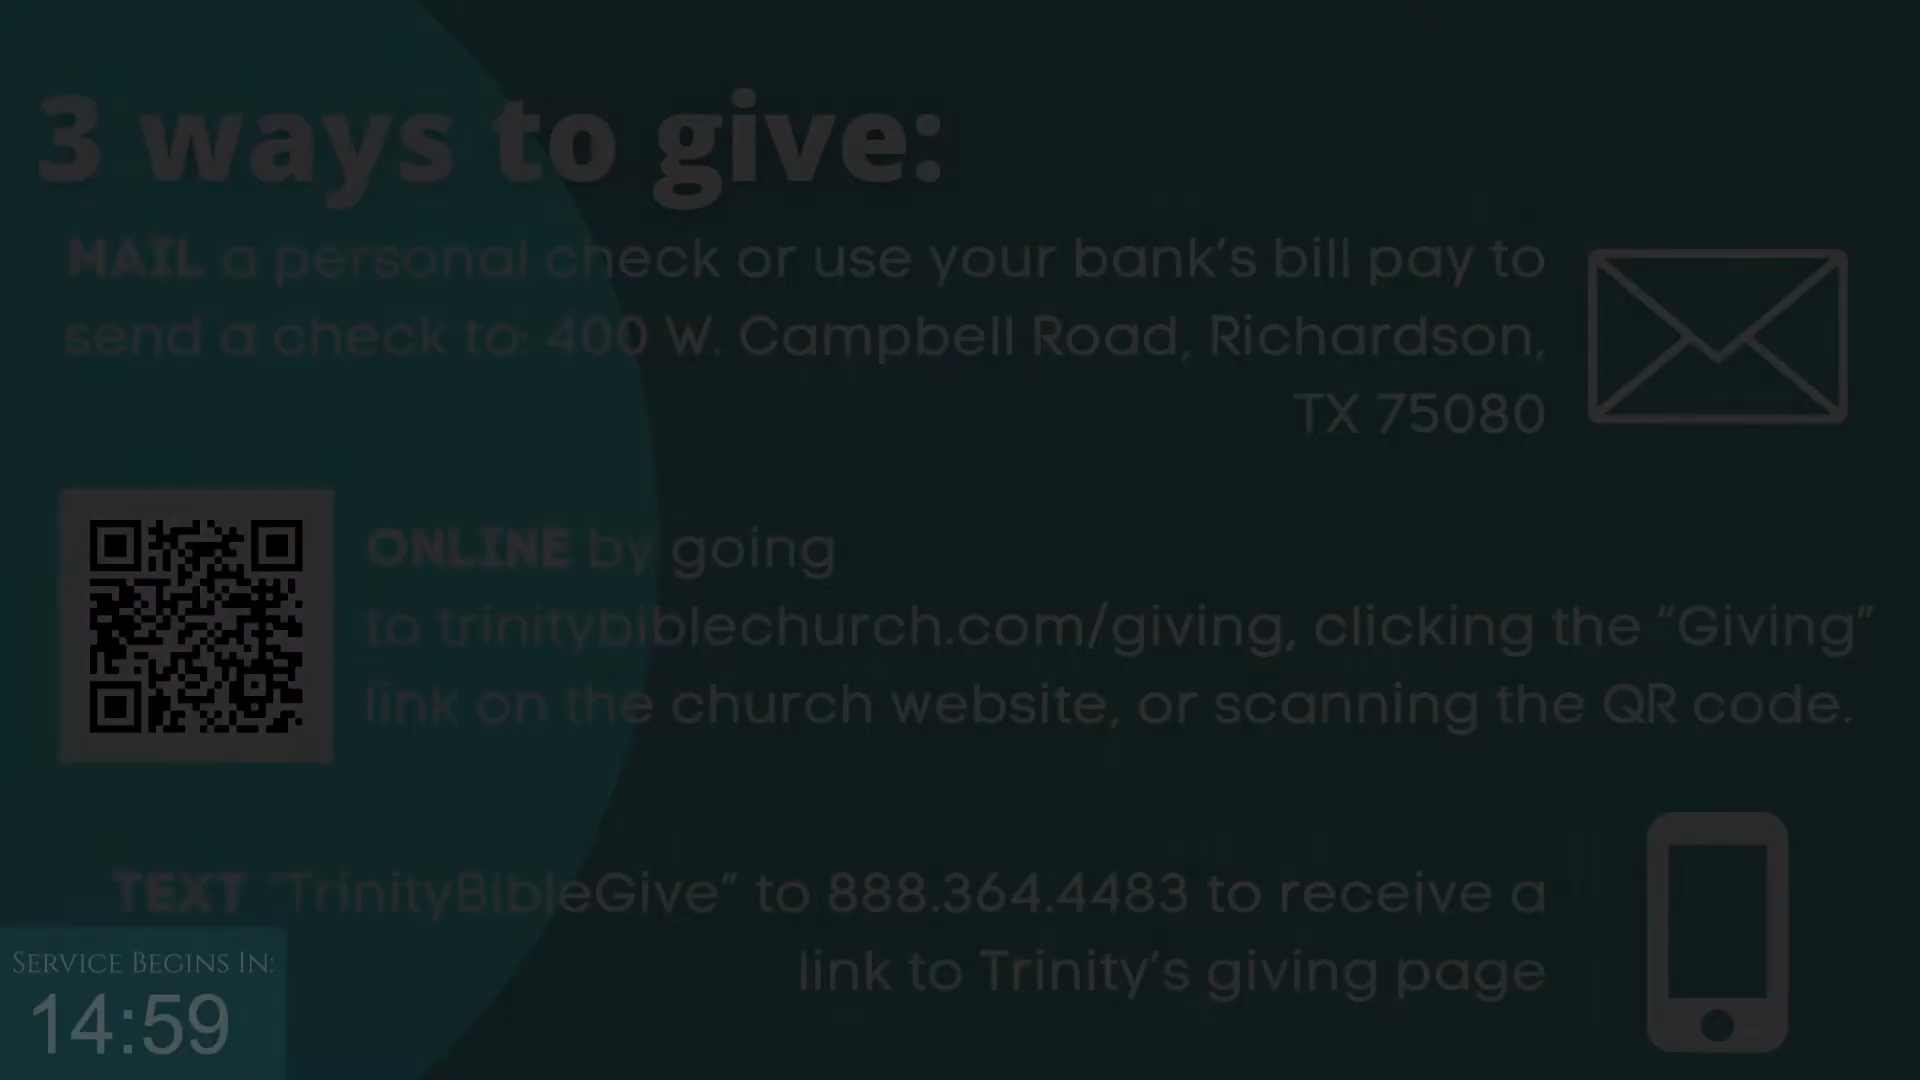 3 ways to give:
MAIL a personal check or use your bank’s bill pay to
send a check to: 400 W. Campbell Road, Richardson,
TX 75080
ONLINE by going
to trinitybiblechurch.com/giving, clicking the “Giving”
link on the church website, or scanning the QR code.
TEXT “TrinityBibleGive” to 888.364.4483 to receive a
link to Trinity’s giving page
Service Begins In:
14:59